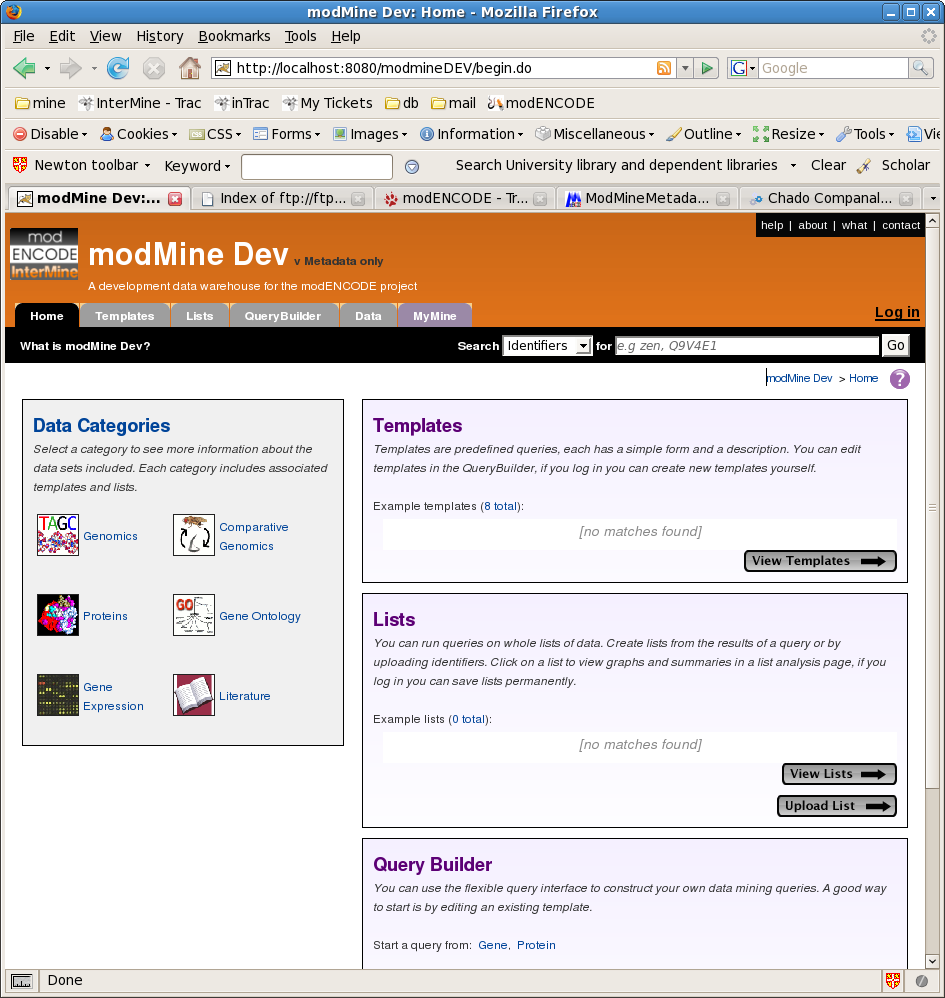 modMine Dev: Home - Mozilla Firefox
File Edit View History Bookmarks Tools Help
http://localhost:8080/modmineDEV/begin.do
G Google
mine InterMine - Trac inTrac My Tickets db mail modENCODE
Disable Cookies CSS Forms Images Information Miscellaneous Outline Resize Tools Vie
Newton toolbar Keyword Search University library and dependent libraries Clear Scholar
modMine Dev:... Index of ftp://ftp... modENCODE - Tr... ModMineMetada... Chado Companal...
help | about | what | contact
mod
ENCODE
InterMine
modMine Dev v Metadata only
A development data warehouse for the modENCODE project
Home Templates Lists QueryBuilder Data MyMine Log in
What is modMine Dev? Search Identifiers for e.g zen, Q9V4E1 Go
modMine Dev > Home ?
Data Categories
Select a category to see more information about the
data sets included. Each category includes associated
templates and lists.
TAGC
Genomics
Comparative
Genomics
Proteins
GO
Gene Ontology
Gene
Expression
Literature
Templates
Templates are predefined queries, each has a simple form and a description. You can edit
templates in the QueryBuilder, if you log in you can create new templates yourself.
Example templates (8 total):
[no matches found]
View Templates
Lists
You can run queries on whole lists of data. Create lists from the results of a query or by
uploading identifiers. Click on a list to view graphs and summaries in a list analysis page, if you
log in you can save lists permanently.
Example lists (0 total):
[no matches found]
View Lists
Upload List
Query Builder
You can use the flexible query interface to construct your own data mining queries. A good way
to start is by editing an existing template.
Start a query from: Gene, Protein
Done